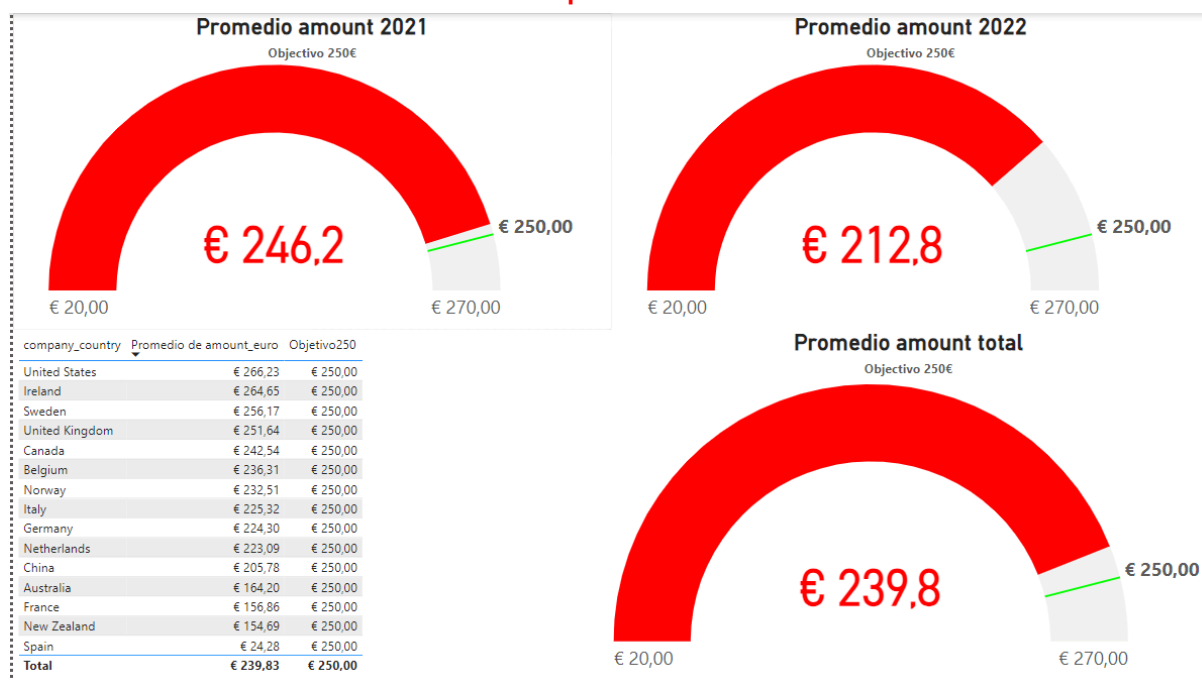 Promedio amount 2021
Objectivo 250€
€ 246,2
€ 250,00
€ 20,00
€ 270,00
Promedio amount 2022
Objectivo 250€
€ 212,8
€ 250,00
€ 20,00
€ 270,00
company_country Promedio de amount_euro Objetivo250
United States € 266,23 € 250,00
Ireland € 264,65 € 250,00
Sweden € 256,17 € 250,00
United Kingdom € 251,64 € 250,00
Canada € 242,54 € 250,00
Belgium € 236,31 € 250,00
Norway € 232,51 € 250,00
Italy € 225,32 € 250,00
Germany € 224,30 € 250,00
Netherlands € 223,09 € 250,00
China € 205,78 € 250,00
Australia € 164,20 € 250,00
France € 156,86 € 250,00
New Zealand € 154,69 € 250,00
Spain € 24,28 € 250,00
Total € 239,83 € 250,00
Promedio amount total
Objectivo 250€
€ 239,8
€ 250,00
€ 20,00
€ 270,00